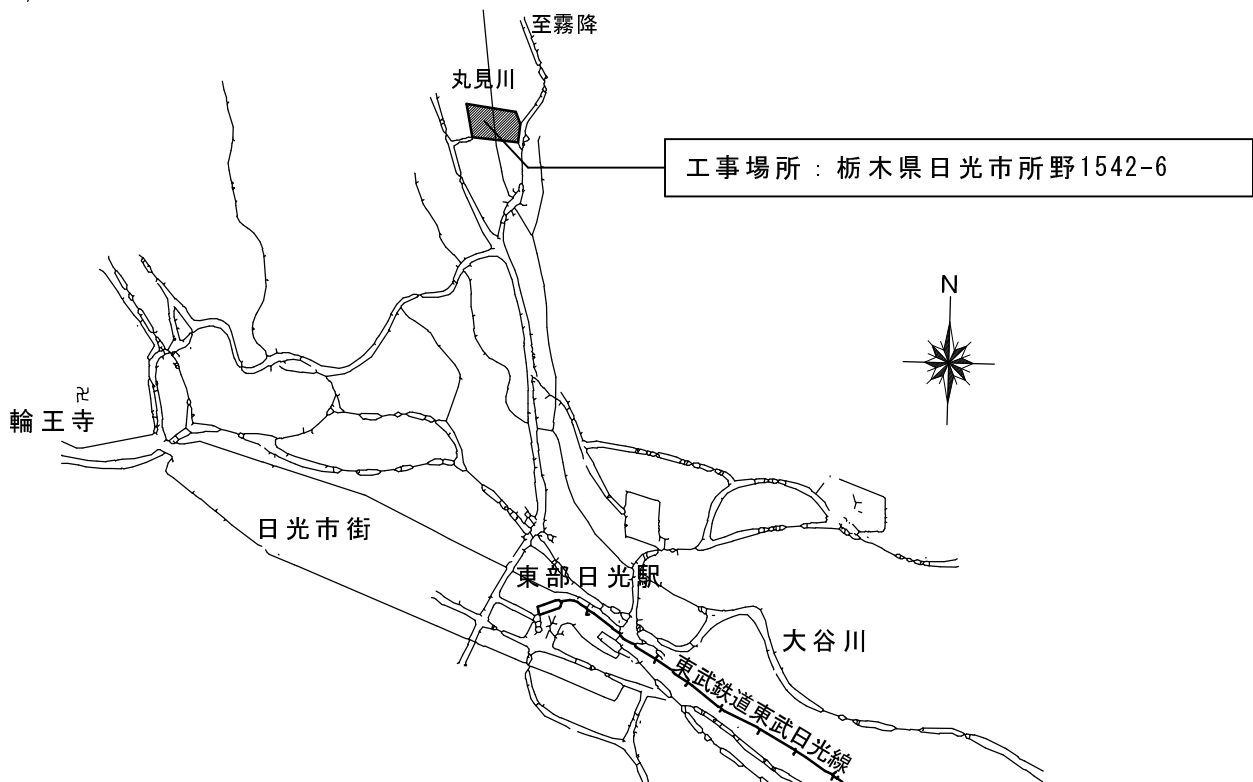 至霧降
丸見川
工事場所：栃木県日光市所野1542-6
N
卍
輪王寺
日光市街
東部日光駅
大谷川
東武鉄道東武日光線